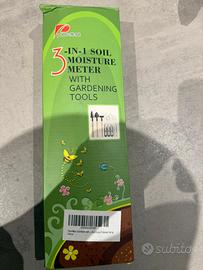 3-IN-1 SOIL
MOISTURE
METER
WITH
GARDENING
TOOLS
subito